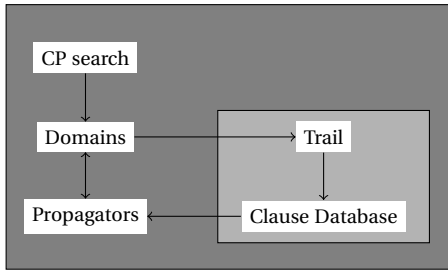 CP search
Domains
Trail
Propagators
Clause Database